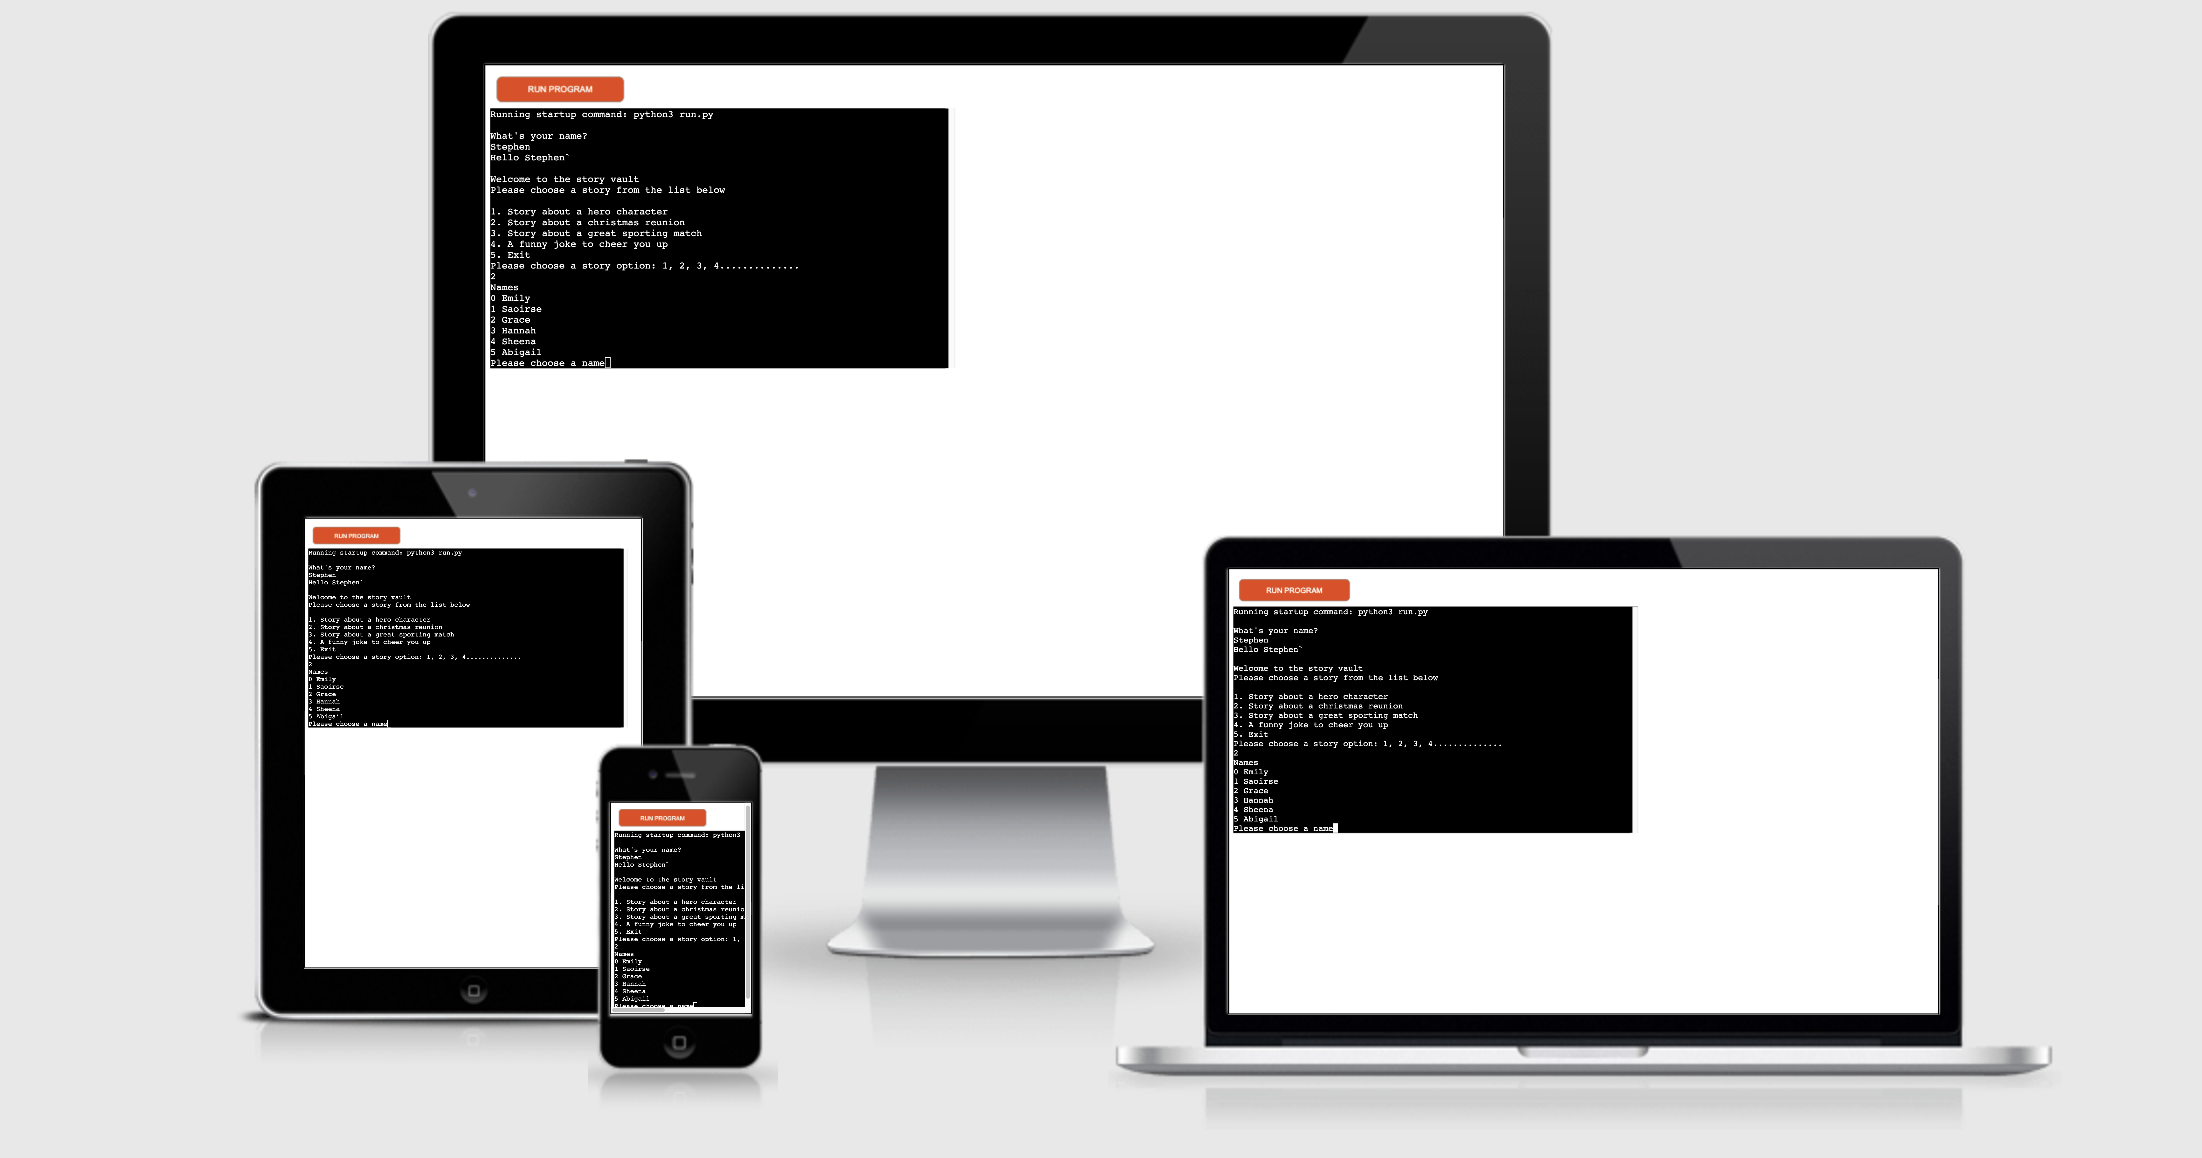 RUN PROGRAM
Running startup command: python3 run.py
What's your name?
Stephen
Hello Stephen`
Welcome to the story vault
Please choose a story from the list below
1. Story about a hero character
2. Story about a christmas reunion
3. Story about a great sporting match
4. A funny joke to cheer you up
5. Exit
Please choose a story option: 1, 2, 3, 4..............
2
Names
0 Emily
1 Saoirse
2 Grace
3 Hannah
4 Sheena
5 Abigail
Please choose a name
RUN PROGRAM
Running startup command: python3 run.py
What's your name?
Stephen
Hello Stephen`
Welcome to the story vault
Please choose a story from the list below
1. Story about a hero character
2. Story about a christmas reunion
3. Story about a great sporting match
4. A funny joke to cheer you up
5. Exit
Please choose a story option: 1, 2, 3, 4..............
2
Names
0 Emily
1 Saoirse
2 Grace
3 Hannah
4 Sheena
5 Abigail
Please choose a name
RUN PROGRAM
Running startup command: python3
What's your name?
Stephen
Hello Stephen`
Welcome to the story vault
Please choose a story from the li
1. Story about a hero character
2. Story about a christmas reunio
3. Story about a great sporting m
4. A funny joke to cheer you up
5. Exit
Please choose a story option: 1,
2
Names
0 Emily
1 Saoirse
2 Grace
3 Hannah
4 Sheena
5 Abigail
Please choose a name
RUN PROGRAM
Running startup command: python3 run.py
What's your name?
Stephen
Hello Stephen`
Welcome to the story vault
Please choose a story from the list below
1. Story about a hero character
2. Story about a christmas reunion
3. Story about a great sporting match
4. A funny joke to cheer you up
5. Exit
Please choose a story option: 1, 2, 3, 4..............
2
Names
0 Emily
1 Saoirse
2 Grace
3 Hannah
4 Sheena
5 Abigail
Please choose a name